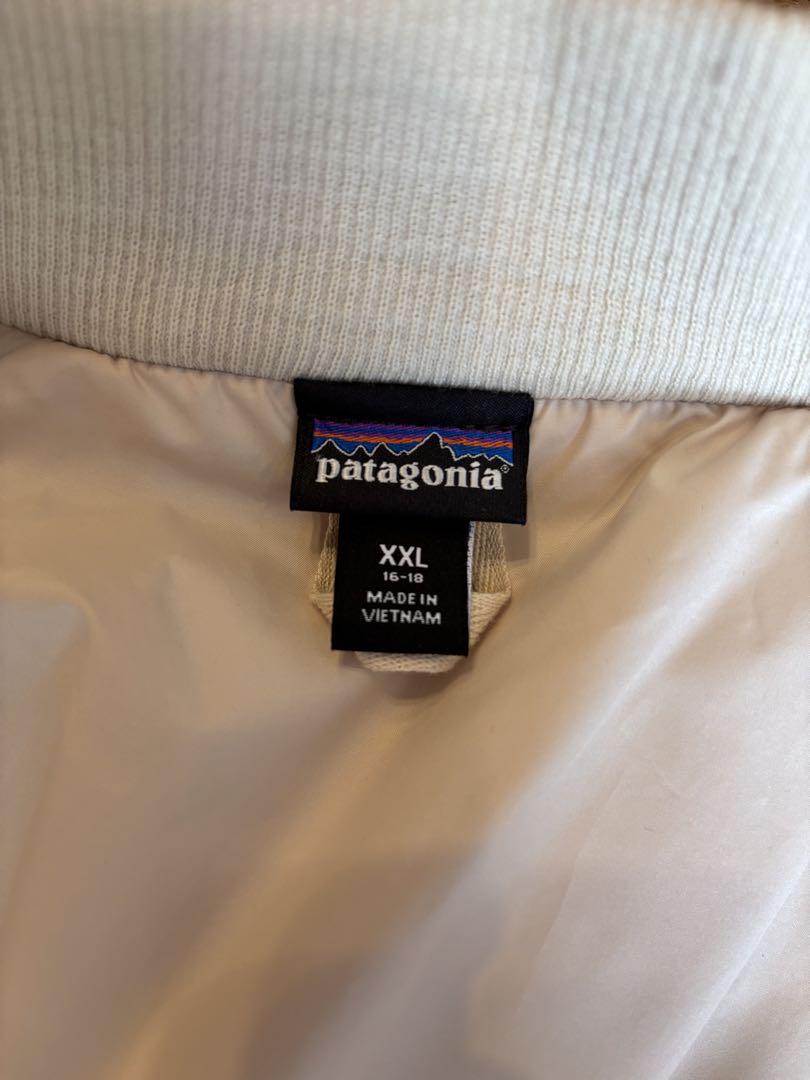 patagonia®
XXL
16-18
MADE IN
VIETNAM